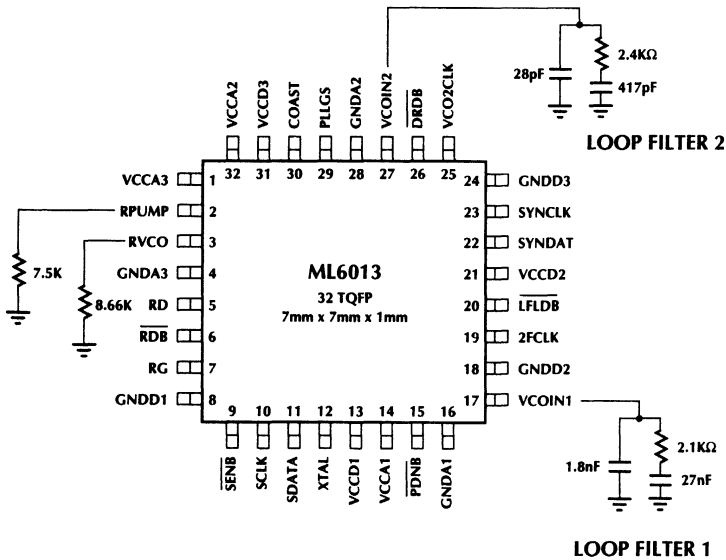 2.4KΩ
28pF
417pF
LOOP FILTER 2
VCCA2
VCCD3
COAST
PLLGS
GNDA2
VCOIN2
DRDB
VCO2CLK
32 31 30 29 28 27 26 25
VCCA3 1
RPUMP 2
RVCO 3
GNDA3 4
RD 5
RDB 6
RG 7
GNDD1 8
7.5K
8.66K
ML6013
32 TQFP
7mm x 7mm x 1mm
24 GNDD3
23 SYNCLK
22 SYNDAT
21 VCCD2
20 LFLDB
19 2FCLK
18 GNDD2
17 VCOIN1
9 10 11 12 13 14 15 16
SENB
SCLK
SDATA
XTAL
VCCD1
VCCA1
PDNB
GNDA1
2.1KΩ
1.8nF
27nF
LOOP FILTER 1